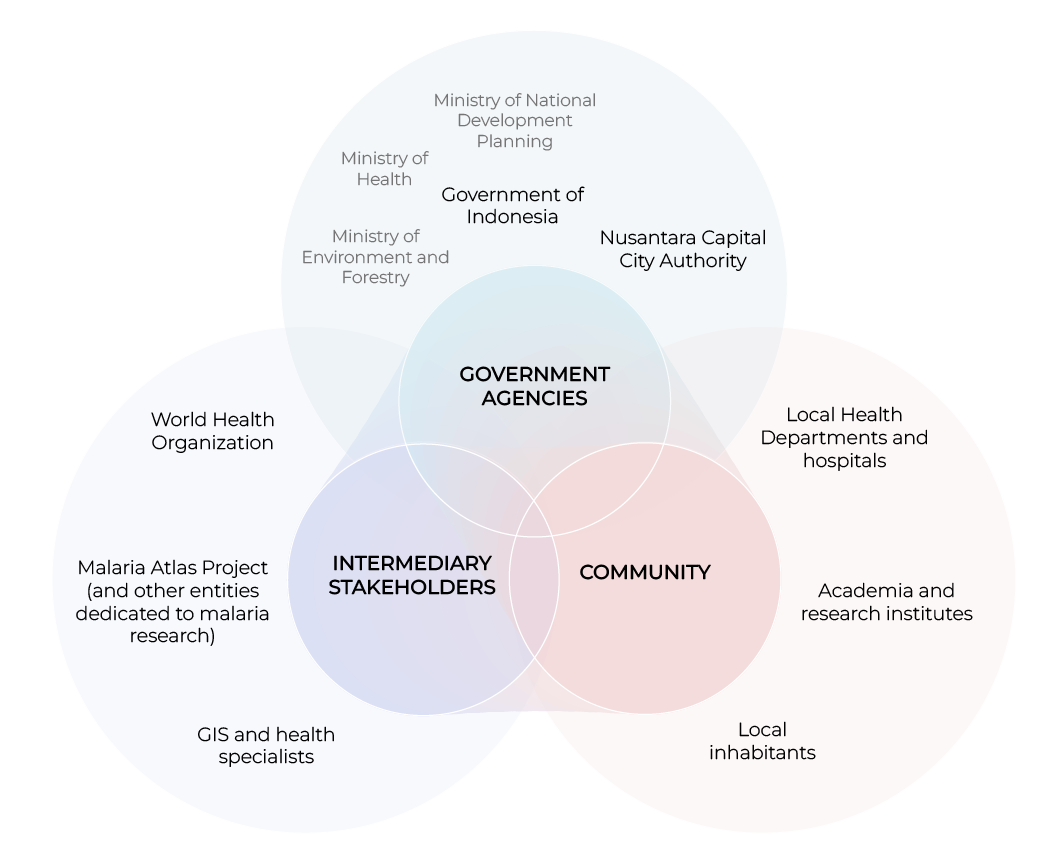 Ministry of National
Development
Planning
Ministry of
Health
Government of
Indonesia
Ministry of
Environment and
Forestry
Nusantara Capital
City Authority
GOVERNMENT
AGENCIES
World Health
Organization
Malaria Atlas Project
(and other entities
dedicated to malaria
research)
GIS and health
specialists
INTERMEDIARY
STAKEHOLDERS
COMMUNITY
Local Health
Departments and
hospitals
Academia and
research institutes
Local
inhabitants